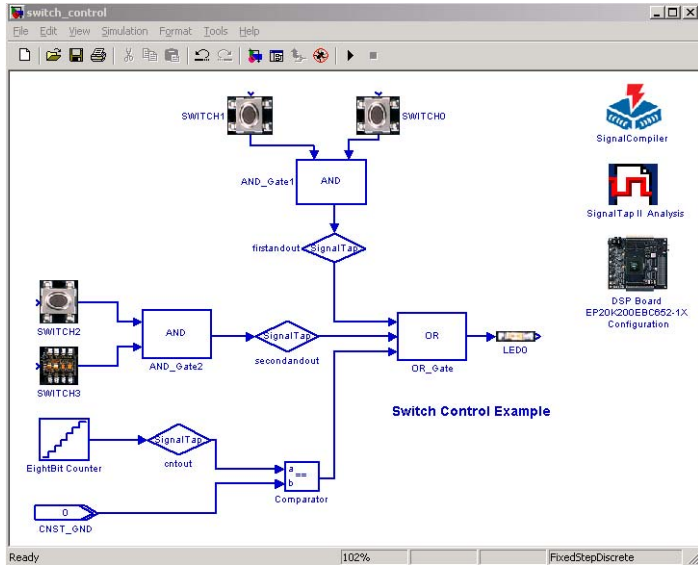 switch_control
File Edit View Simulation Format Tools Help
SWITCH1
SWITCH0
SignalCompiler
AND
AND_Gate1
SignalTap II Analysis
firstandout
SignalTap
DSP Board
EP20K200EBC652-1X
Configuration
SWITCH2
AND
SignalTap
OR
LED0
AND_Gate2
secondandout
OR_Gate
SWITCH3
Switch Control Example
SignalTap
EightBit Counter
cntout
a
==
b
Comparator
0
CNST_GND
Ready
102%
FixedStepDiscrete